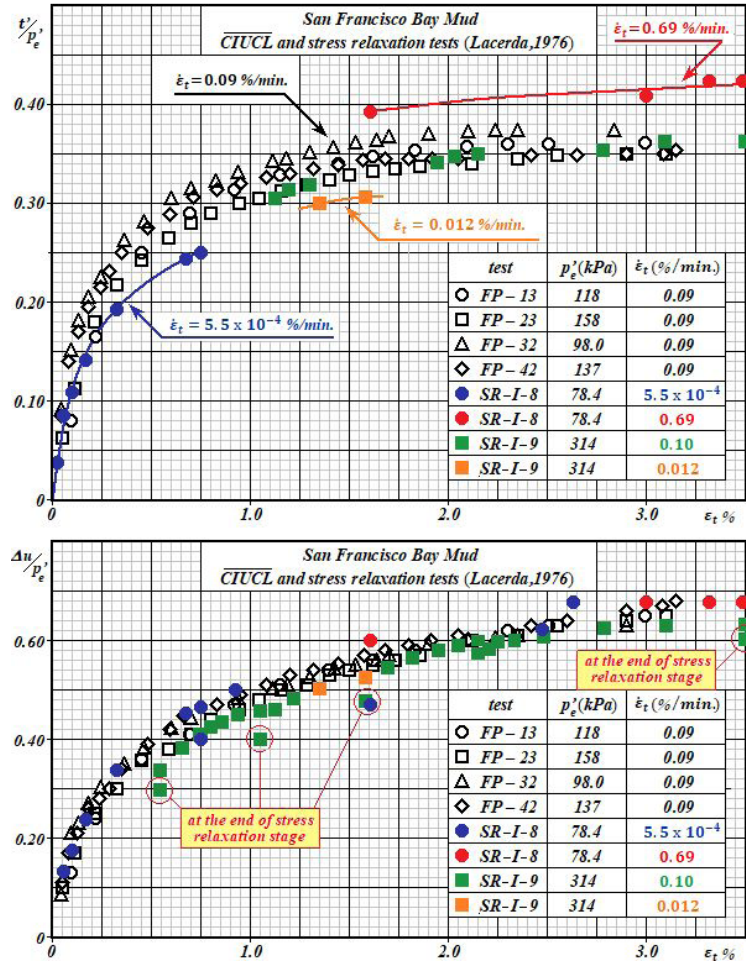 t'/p'ₑ
San Francisco Bay Mud
CIUCL and stress relaxation tests (Lacerda,1976)
ε̇ₜ = 0.69 %/min.
ε̇ₜ = 0.09 %/min.
ε̇ₜ = 0.012 %/min.
ε̇ₜ = 5.5 x 10⁻⁴ %/min.
0.40
0.30
0.20
0.10
0
1.0
2.0
3.0
εₜ %
test p'ₑ(kPa) ε̇ₜ (%/min.)
FP – 13 118 0.09
FP – 23 158 0.09
FP – 32 98.0 0.09
FP – 42 137 0.09
SR–I–8 78.4 5.5 x 10⁻⁴
SR–I–8 78.4 0.69
SR–I–9 314 0.10
SR–I–9 314 0.012
Δu/p'ₑ
San Francisco Bay Mud
CIUCL and stress relaxation tests (Lacerda,1976)
0.60
0.40
0.20
0
1.0
2.0
3.0
εₜ %
at the end of stress
relaxation stage
at the end of stress
relaxation stage
test p'ₑ(kPa) ε̇ₜ (%/min.)
FP – 13 118 0.09
FP – 23 158 0.09
FP – 32 98.0 0.09
FP – 42 137 0.09
SR–I–8 78.4 5.5 x 10⁻⁴
SR–I–8 78.4 0.69
SR–I–9 314 0.10
SR–I–9 314 0.012